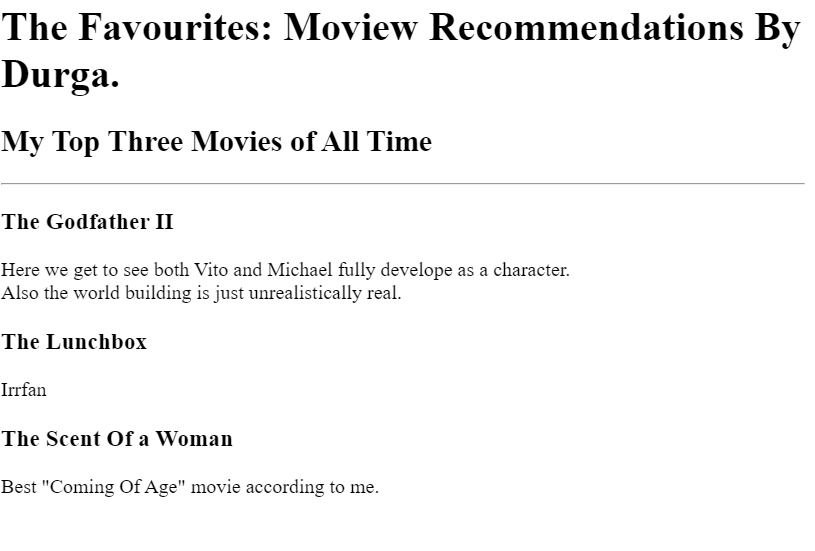 The Favourites: Moview Recommendations By
Durga.
My Top Three Movies of All Time
The Godfather II
Here we get to see both Vito and Michael fully develope as a character.
Also the world building is just unrealistically real.
The Lunchbox
Irrfan
The Scent Of a Woman
Best "Coming Of Age" movie according to me.